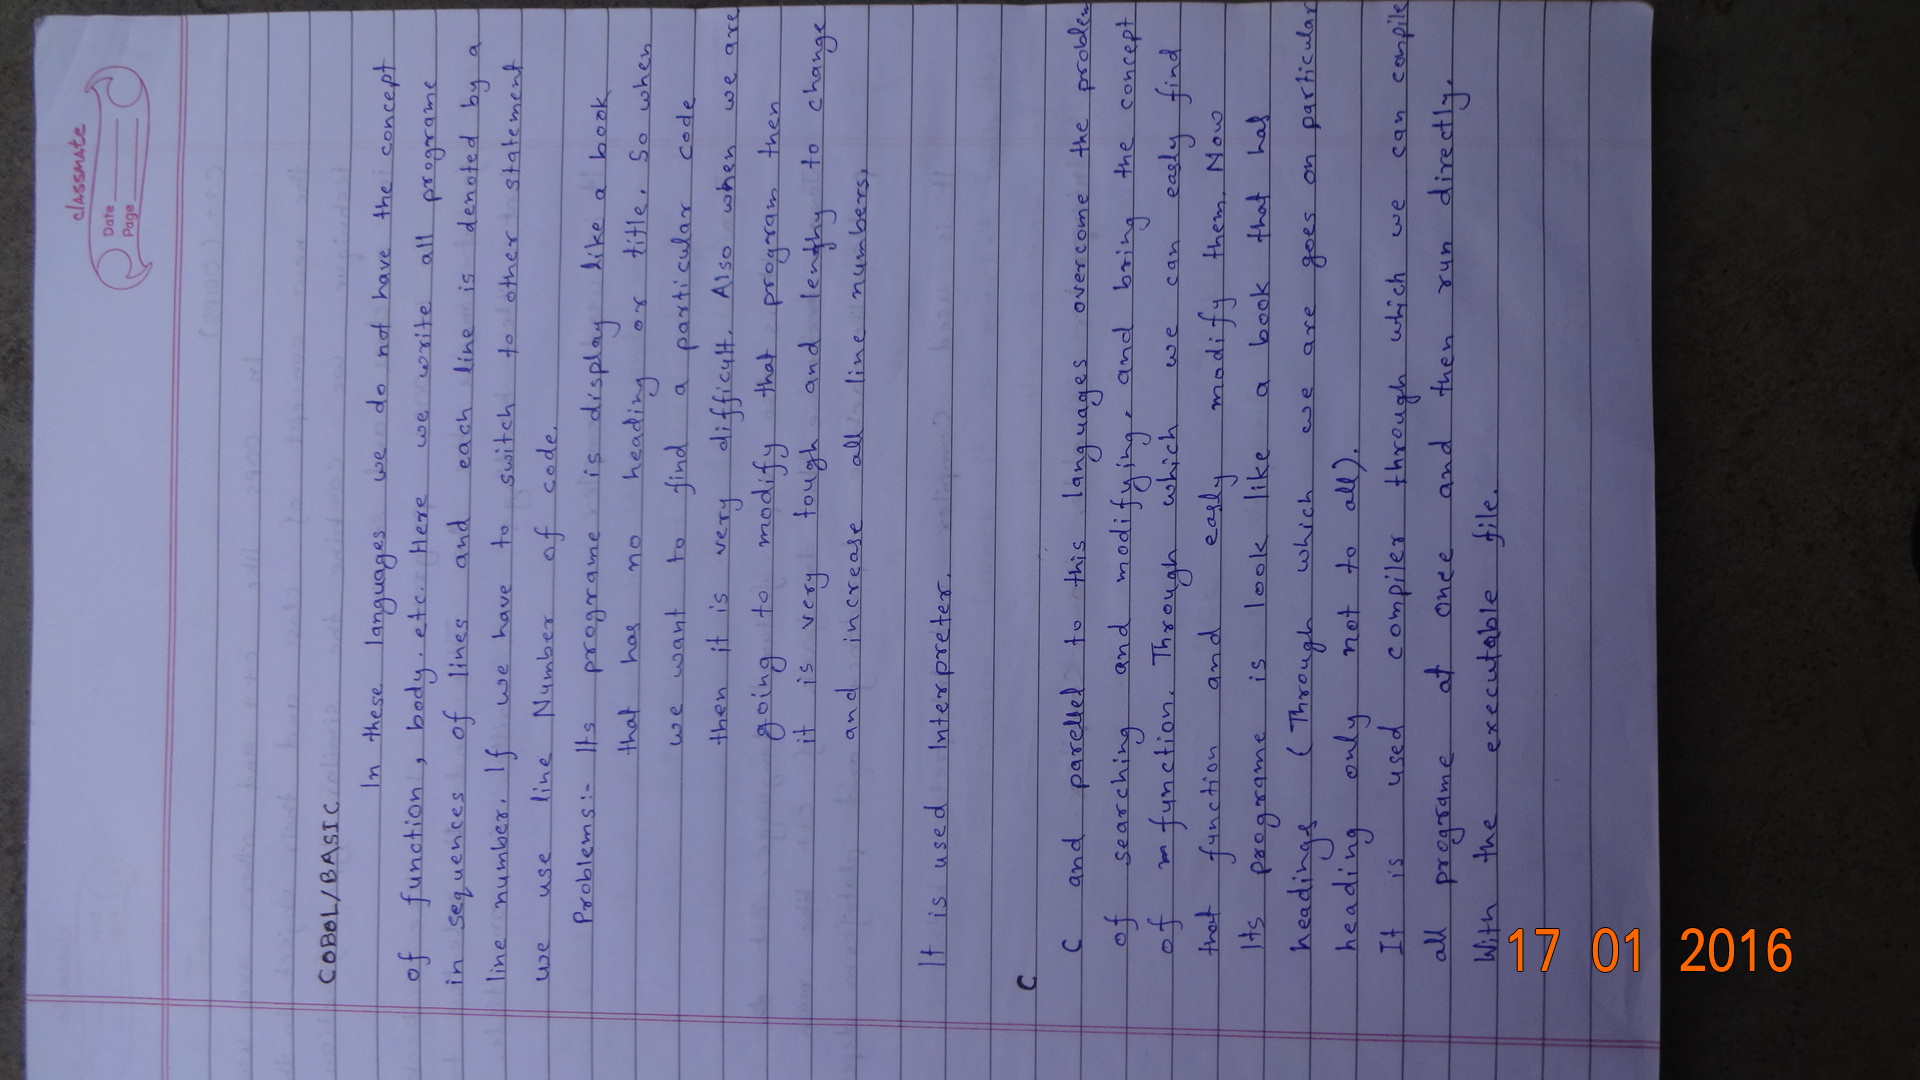 classmate
Date
Page
COBOL/BASIC
In these languages we do not have the concept
of function, body. etc. Here we write all programe
in sequences of lines and each line is denoted by a
line number. If we have to switch to other statement
we use line Number of code.
Problems:- Its programe is display like a book
that has no heading or title. So when
we want to find a particular code
then it is very difficult. Also when we are
going to modify that program then
it is very tough and lengthy to change
and increase all line numbers.
It is used Interpreter.
C
C and parellel to this languages overcome the problem
of searching and modifying, and bring the concept
of function. Through which we can easly find
that function and easly modify them. Now
Its programe is look like a book that has
headings (Through which we are goes on particular
heading only not to all).
It is used compiler through which we can compile
all programe at once and then run directly.
With the executable file.
17 01 2016